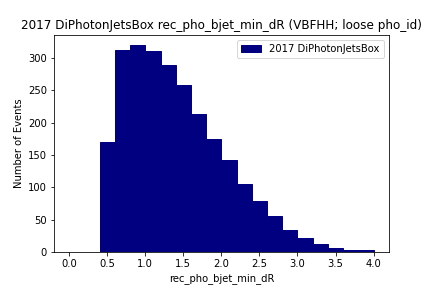 2017 DiPhotonJetsBox rec_pho_bjet_min_dR (VBFHH; loose pho_id)
2017 DiPhotonJetsBox
Number of Events
300
250
200
150
100
50
0
0.0 0.5 1.0 1.5 2.0 2.5 3.0 3.5 4.0
rec_pho_bjet_min_dR